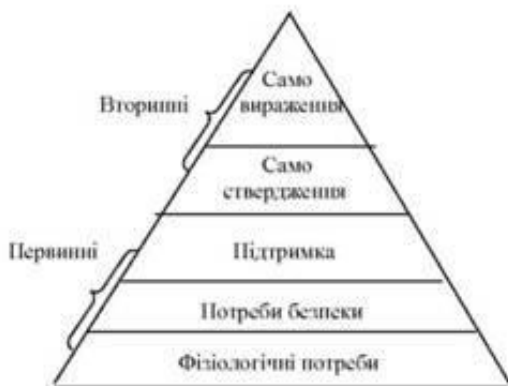 Само
вираження
Вторинні
Само
ствердження
Первинні
Підтримка
Потреби безпеки
Фізіологічні потреби